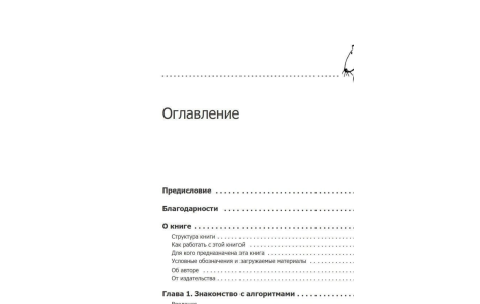 Оглавление
Предисловие
Благодарности
О книге
Структура книги
Как работать с этой книгой
Для кого предназначена эта книга
Условные обозначения и загружаемые материалы
Об авторе
От издательства
Глава 1. Знакомство с алгоритмами